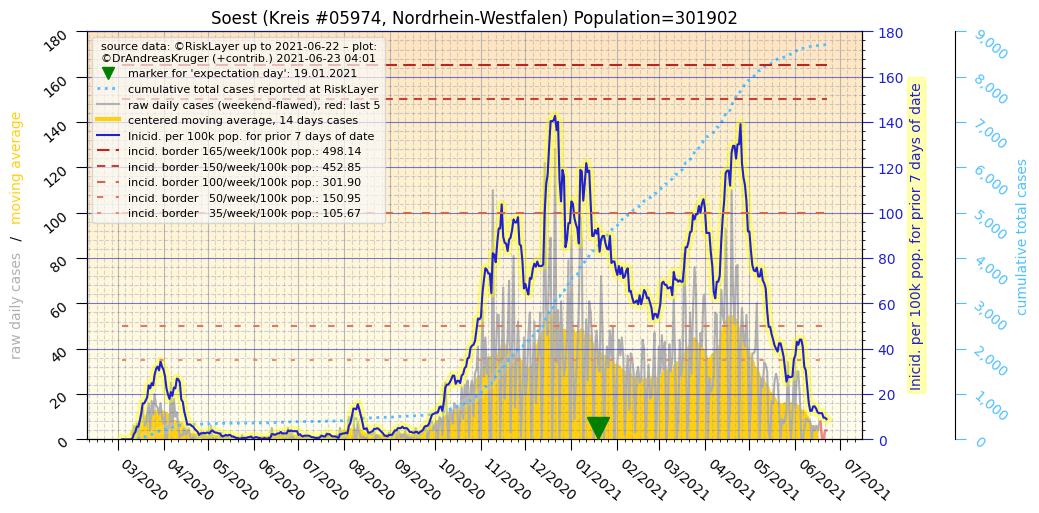 Soest (Kreis #05974, Nordrhein-Westfalen) Population=301902
source data: ©RiskLayer up to 2021-06-22 – plot:
©DrAndreasKruger (+contrib.) 2021-06-23 04:01
marker for 'expectation day': 19.01.2021
cumulative total cases reported at RiskLayer
raw daily cases (weekend-flawed), red: last 5
centered moving average, 14 days cases
Inicid. per 100k pop. for prior 7 days of date
incid. border 165/week/100k pop.: 498.14
incid. border 150/week/100k pop.: 452.85
incid. border 100/week/100k pop.: 301.90
incid. border 50/week/100k pop.: 150.95
incid. border 35/week/100k pop.: 105.67
raw daily cases / moving average
180
160
140
120
100
80
60
40
20
0
03/2020
04/2020
05/2020
06/2020
07/2020
08/2020
09/2020
10/2020
11/2020
12/2020
01/2021
02/2021
03/2021
04/2021
05/2021
06/2021
07/2021
180
160
140
120
100
80
60
40
20
0
Inicid. per 100k pop. for prior 7 days of date
9,000
8,000
7,000
6,000
5,000
4,000
3,000
2,000
1,000
0
cumulative total cases